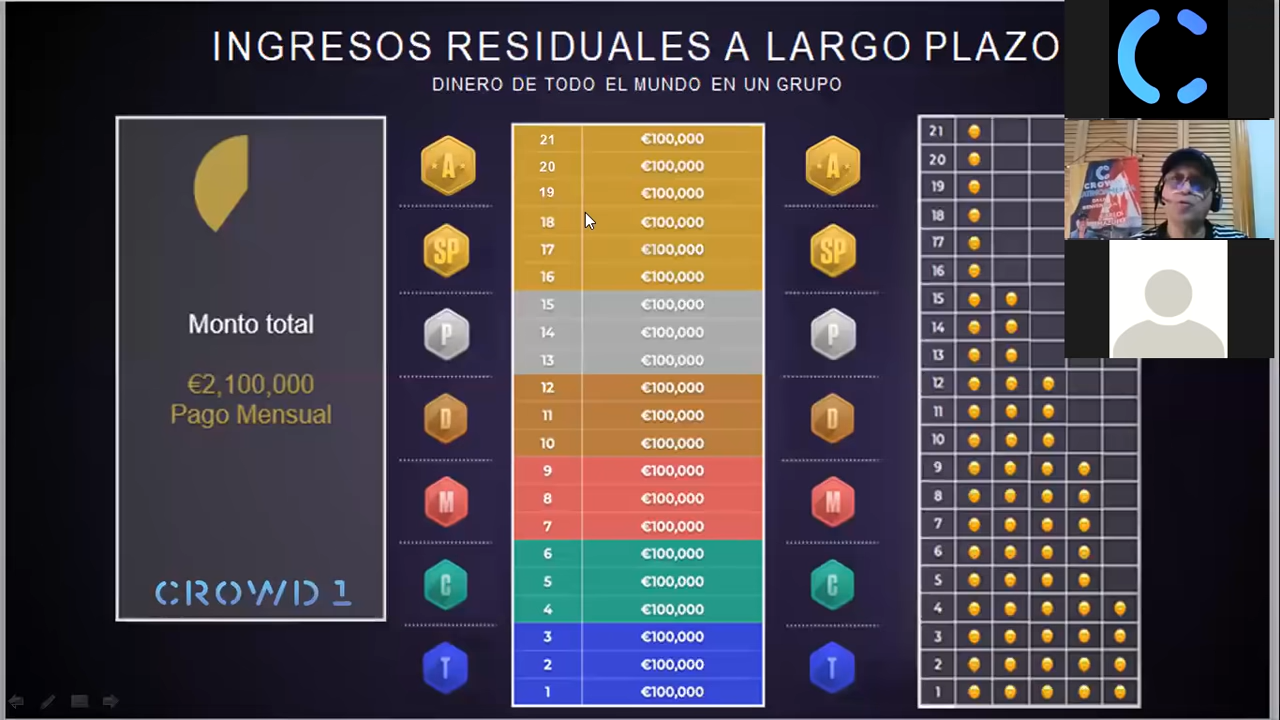 INGRESOS RESIDUALES A LARGO PLAZO
DINERO DE TODO EL MUNDO EN UN GRUPO
Monto total
€2,100,000
Pago Mensual
CROWD 1
A
SP
P
D
M
C
T
21 €100,000
20 €100,000
19 €100,000
18 €100,000
17 €100,000
16 €100,000
15 €100,000
14 €100,000
13 €100,000
12 €100,000
11 €100,000
10 €100,000
9 €100,000
8 €100,000
7 €100,000
6 €100,000
5 €100,000
4 €100,000
3 €100,000
2 €100,000
1 €100,000
A
SP
P
D
M
C
T
21
20
19
18
17
16
15
14
13
12
11
10
9
8
7
6
5
4
3
2
1
CROWD